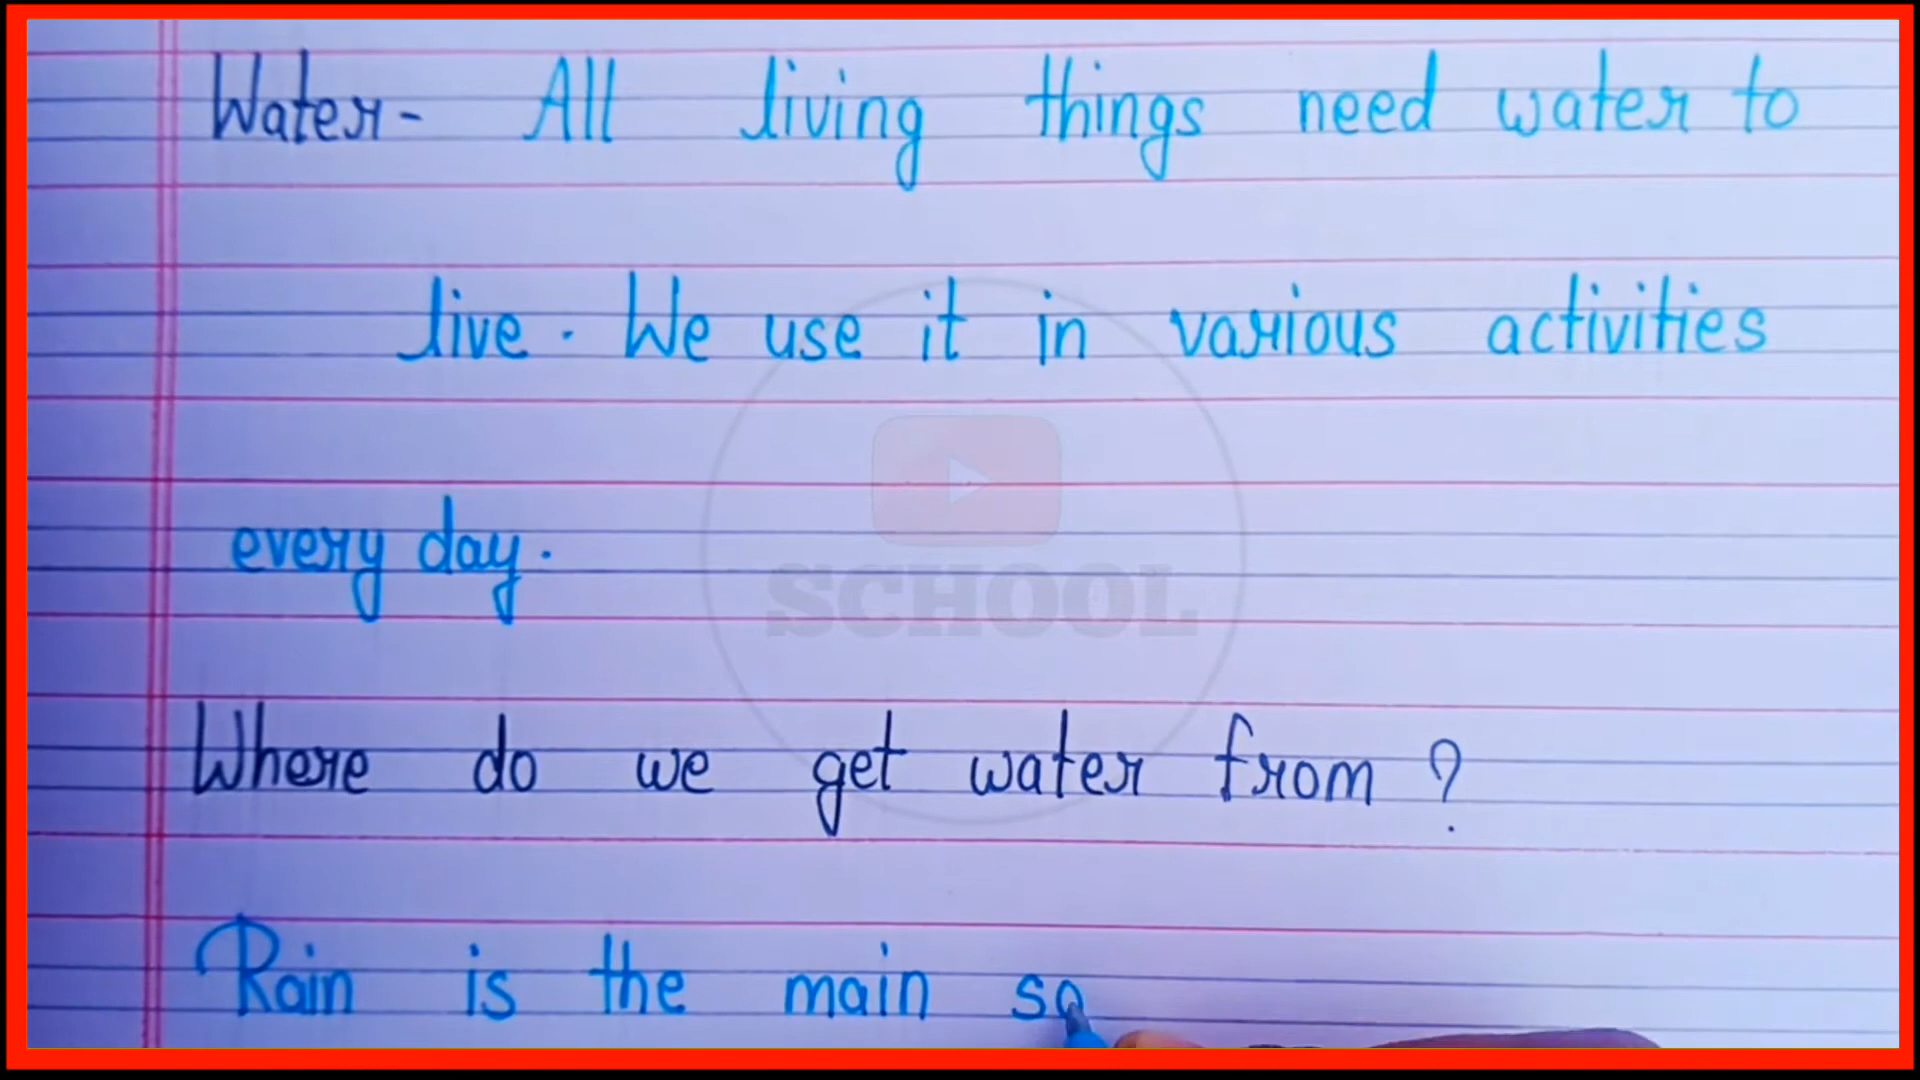 Water- All living things need water to
live. We use it in various activities
SCHOOL
every day.
Where do we get water from ?
Rain is the main so